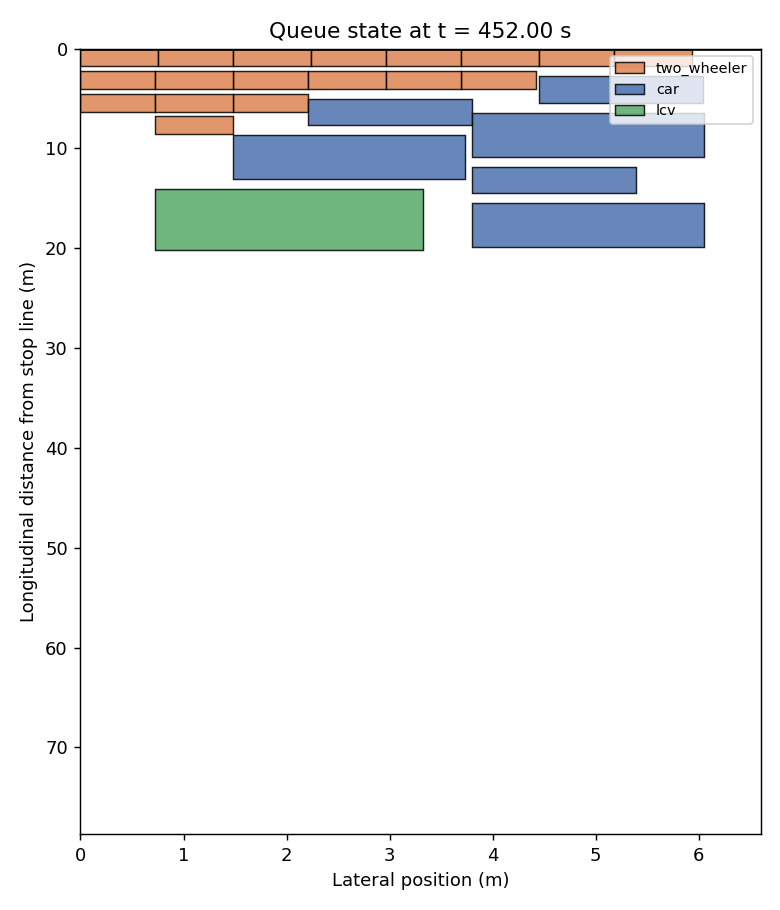 Queue state at t = 452.00 s
two_wheeler
car
lcv
0
10
20
30
40
50
60
70
Longitudinal distance from stop line (m)
0 1 2 3 4 5 6
Lateral position (m)